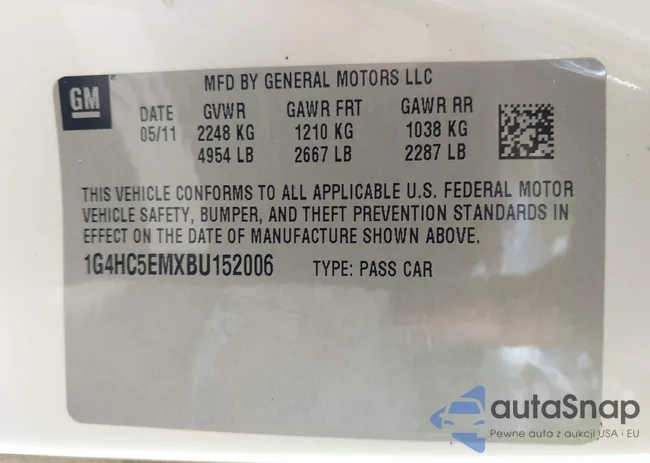 GM
MFD BY GENERAL MOTORS LLC
DATE GVWR GAWR FRT GAWR RR
05/11 2248 KG 1210 KG 1038 KG
4954 LB 2667 LB 2287 LB
THIS VEHICLE CONFORMS TO ALL APPLICABLE U.S. FEDERAL MOTOR
VEHICLE SAFETY, BUMPER, AND THEFT PREVENTION STANDARDS IN
EFFECT ON THE DATE OF MANUFACTURE SHOWN ABOVE.
1G4HC5EMXBU152006 TYPE: PASS CAR
autaSnap
Pewne auta z aukcji USA i EU